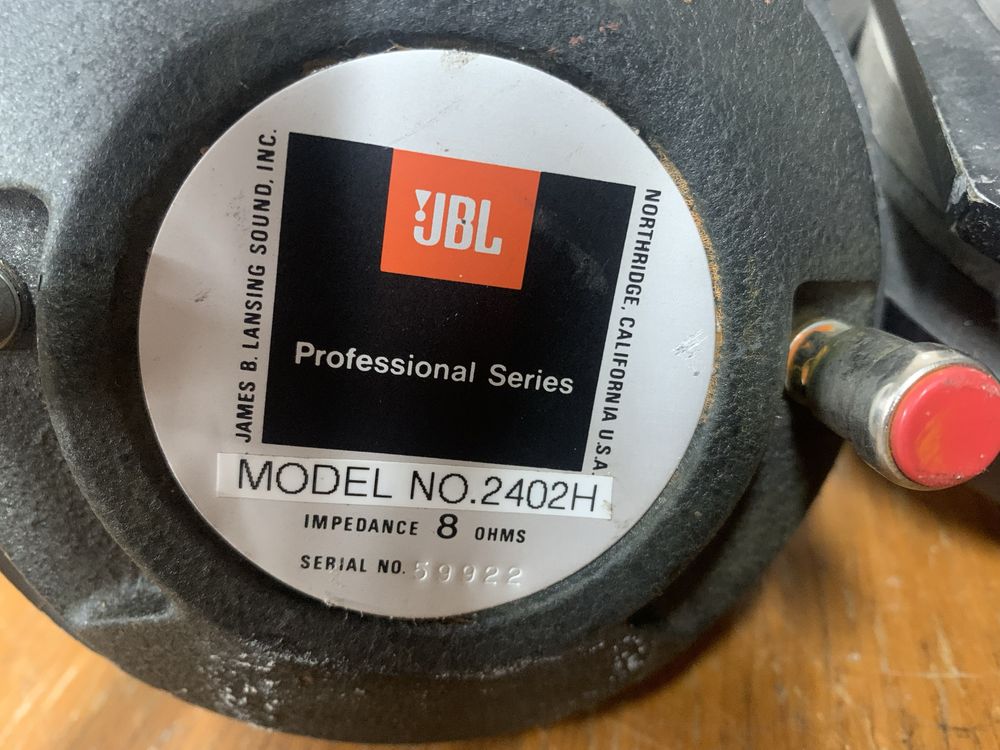 JAMES B. LANSING SOUND, INC.
JBL
Professional Series
NORTHRIDGE, CALIFORNIA U.S.A.
MODEL NO.2402H
IMPEDANCE 8 OHMS
SERIAL NO. 59922